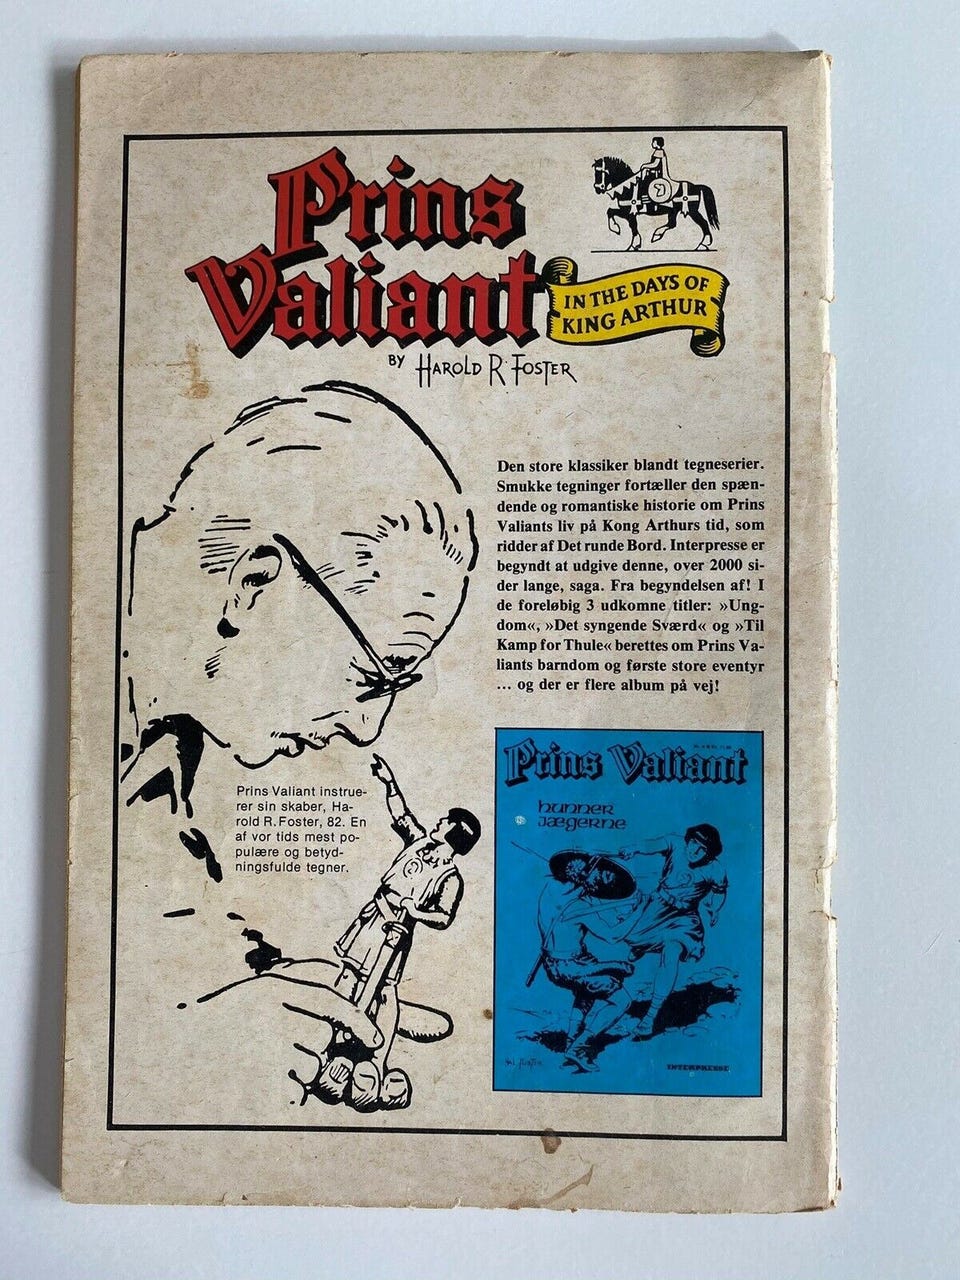 Prins
Valiant
IN THE DAYS OF
KING ARTHUR
BY HAROLD R FOSTER
Den store klassiker blandt tegneserier.
Smukke tegninger fortæller den spæn-
dende og romantiske historie om Prins
Valiants liv på Kong Arthurs tid, som
ridder af Det runde Bord. Interpresse er
begyndt at udgive denne, over 2000 si-
der lange, saga. Fra begyndelsen af! I
de foreløbig 3 udkomne titler: »Ung-
dom«, »Det syngende Sværd« og »Til
Kamp for Thule« berettes om Prins Va-
liants barndom og første store eventyr
... og der er flere album på vej!
Prins Valiant instrue-
rer sin skaber, Ha-
rold R. Foster, 82. En
af vor tids mest po-
pulære og betyd-
ningsfulde tegner.
Prins Valiant
hunner
jægerne
HAL FOSTER
INTERPRESSE